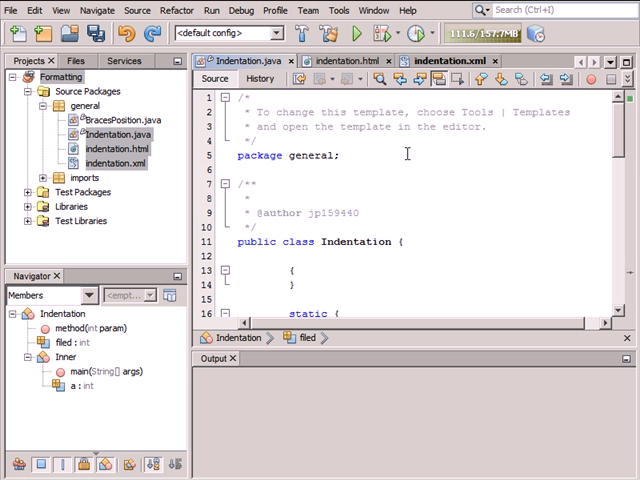 File Edit View Navigate Source Refactor Run Debug Profile Team Tools Window Help
Search (Ctrl+I)
<default config>
111.6/157.7MB
Projects Files Services
Formatting
Source Packages
general
BracesPosition.java
Indentation.java
indentation.html
indentation.xml
imports
Test Packages
Libraries
Test Libraries
Navigator
Members
<empt...
Indentation
method(int param)
filed : int
Inner
main(String[] args)
a : int
Indentation.java indentation.html indentation.xml
Source History
1 /*
2 * To change this template, choose Tools | Templates
3 * and open the template in the editor.
4 */
5 package general;
6
7 /**
8 *
9 * @author jp159440
10 */
11 public class Indentation {
12
13 {
14 }
15
16 static {
Indentation filed
Output